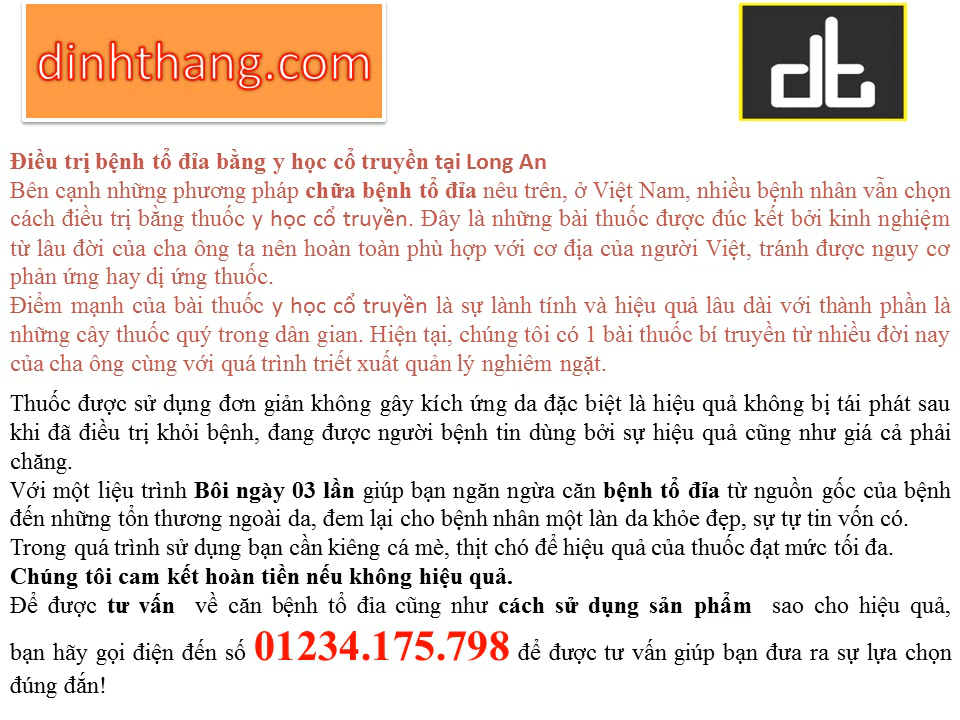 dinhthang.com
dt
Điều trị bệnh tổ đỉa bằng y học cổ truyền tại Long An
Bên cạnh những phương pháp chữa bệnh tổ đỉa nêu trên, ở Việt Nam, nhiều bệnh nhân vẫn chọn
cách điều trị bằng thuốc y học cổ truyền. Đây là những bài thuốc được đúc kết bởi kinh nghiệm
từ lâu đời của cha ông ta nên hoàn toàn phù hợp với cơ địa của người Việt, tránh được nguy cơ
phản ứng hay dị ứng thuốc.
Điểm mạnh của bài thuốc y học cổ truyền là sự lành tính và hiệu quả lâu dài với thành phần là
những cây thuốc quý trong dân gian. Hiện tại, chúng tôi có 1 bài thuốc bí truyền từ nhiều đời nay
của cha ông cùng với quá trình triết xuất quản lý nghiêm ngặt.
Thuốc được sử dụng đơn giản không gây kích ứng da đặc biệt là hiệu quả không bị tái phát sau
khi đã điều trị khỏi bệnh, đang được người bệnh tin dùng bởi sự hiệu quả cũng như giá cả phải
chăng.
Với một liệu trình Bôi ngày 03 lần giúp bạn ngăn ngừa căn bệnh tổ đỉa từ nguồn gốc của bệnh
đến những tổn thương ngoài da, đem lại cho bệnh nhân một làn da khỏe đẹp, sự tự tin vốn có.
Trong quá trình sử dụng bạn cần kiêng cá mè, thịt chó để hiệu quả của thuốc đạt mức tối đa.
Chúng tôi cam kết hoàn tiền nếu không hiệu quả.
Để được tư vấn về căn bệnh tổ đỉa cũng như cách sử dụng sản phẩm sao cho hiệu quả,
bạn hãy gọi điện đến số 01234.175.798 để được tư vấn giúp bạn đưa ra sự lựa chọn
đúng đắn!